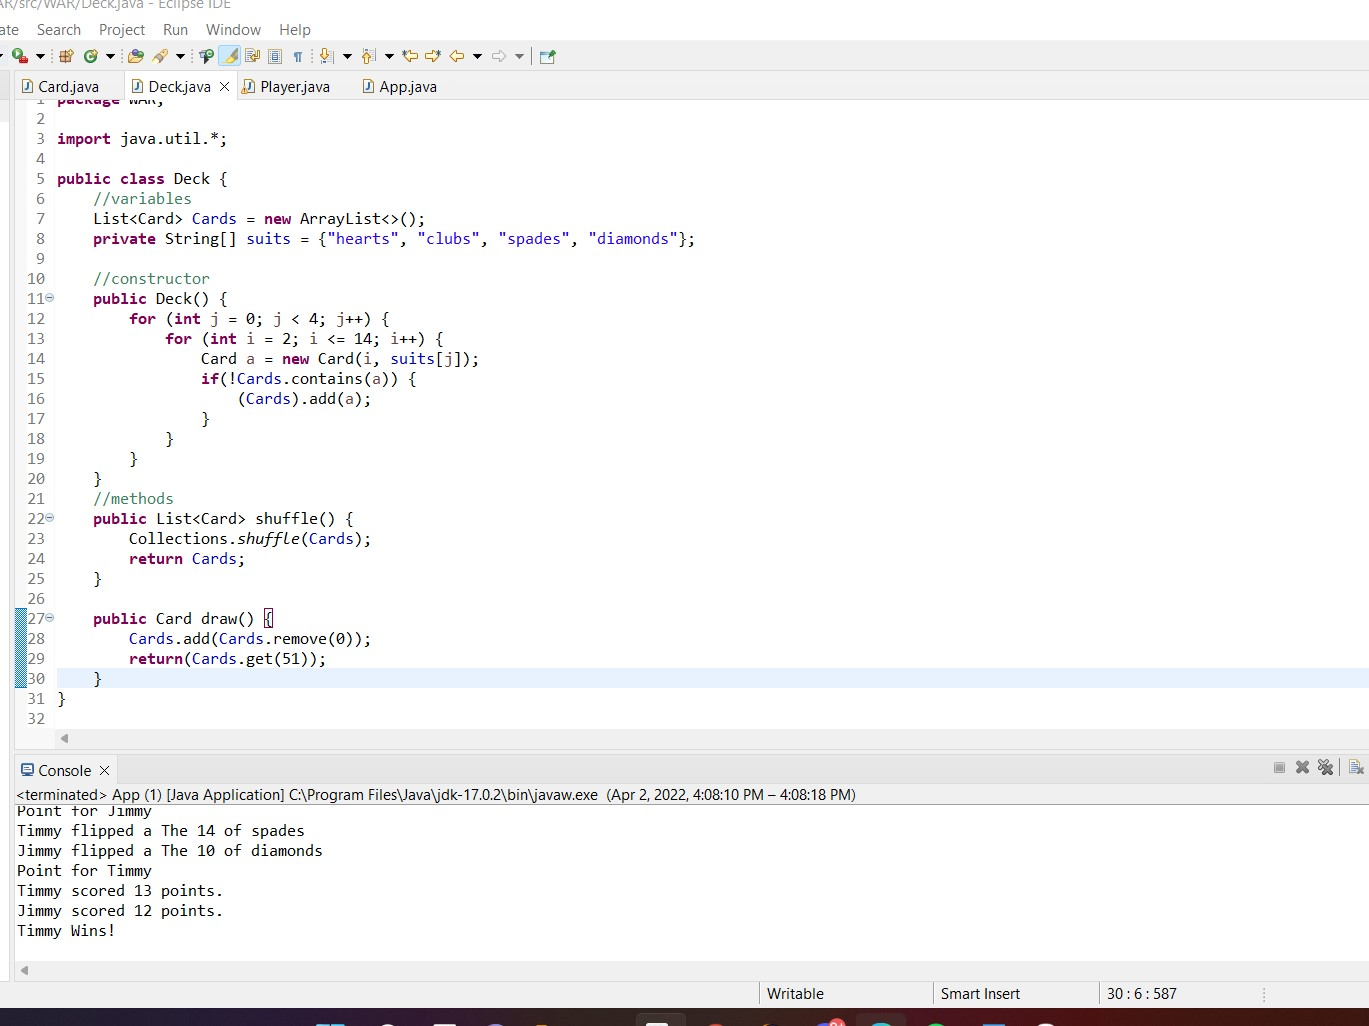 AR/src/WAR/Deck.java - Eclipse IDE
ate Search Project Run Window Help
Card.java Deck.java Player.java App.java
1 package WAR;
2
3 import java.util.*;
4
5 public class Deck {
6 //variables
7 List<Card> Cards = new ArrayList<>();
8 private String[] suits = {"hearts", "clubs", "spades", "diamonds"};
9
10 //constructor
11 public Deck() {
12 for (int j = 0; j < 4; j++) {
13 for (int i = 2; i <= 14; i++) {
14 Card a = new Card(i, suits[j]);
15 if(!Cards.contains(a)) {
16 (Cards).add(a);
17 }
18 }
19 }
20 }
21 //methods
22 public List<Card> shuffle() {
23 Collections.shuffle(Cards);
24 return Cards;
25 }
26
27 public Card draw() {
28 Cards.add(Cards.remove(0));
29 return(Cards.get(51));
30 }
31 }
32
Console
<terminated> App (1) [Java Application] C:\Program Files\Java\jdk-17.0.2\bin\javaw.exe (Apr 2, 2022, 4:08:10 PM – 4:08:18 PM)
Point for Jimmy
Timmy flipped a The 14 of spades
Jimmy flipped a The 10 of diamonds
Point for Timmy
Timmy scored 13 points.
Jimmy scored 12 points.
Timmy Wins!
Writable Smart Insert 30 : 6 : 587